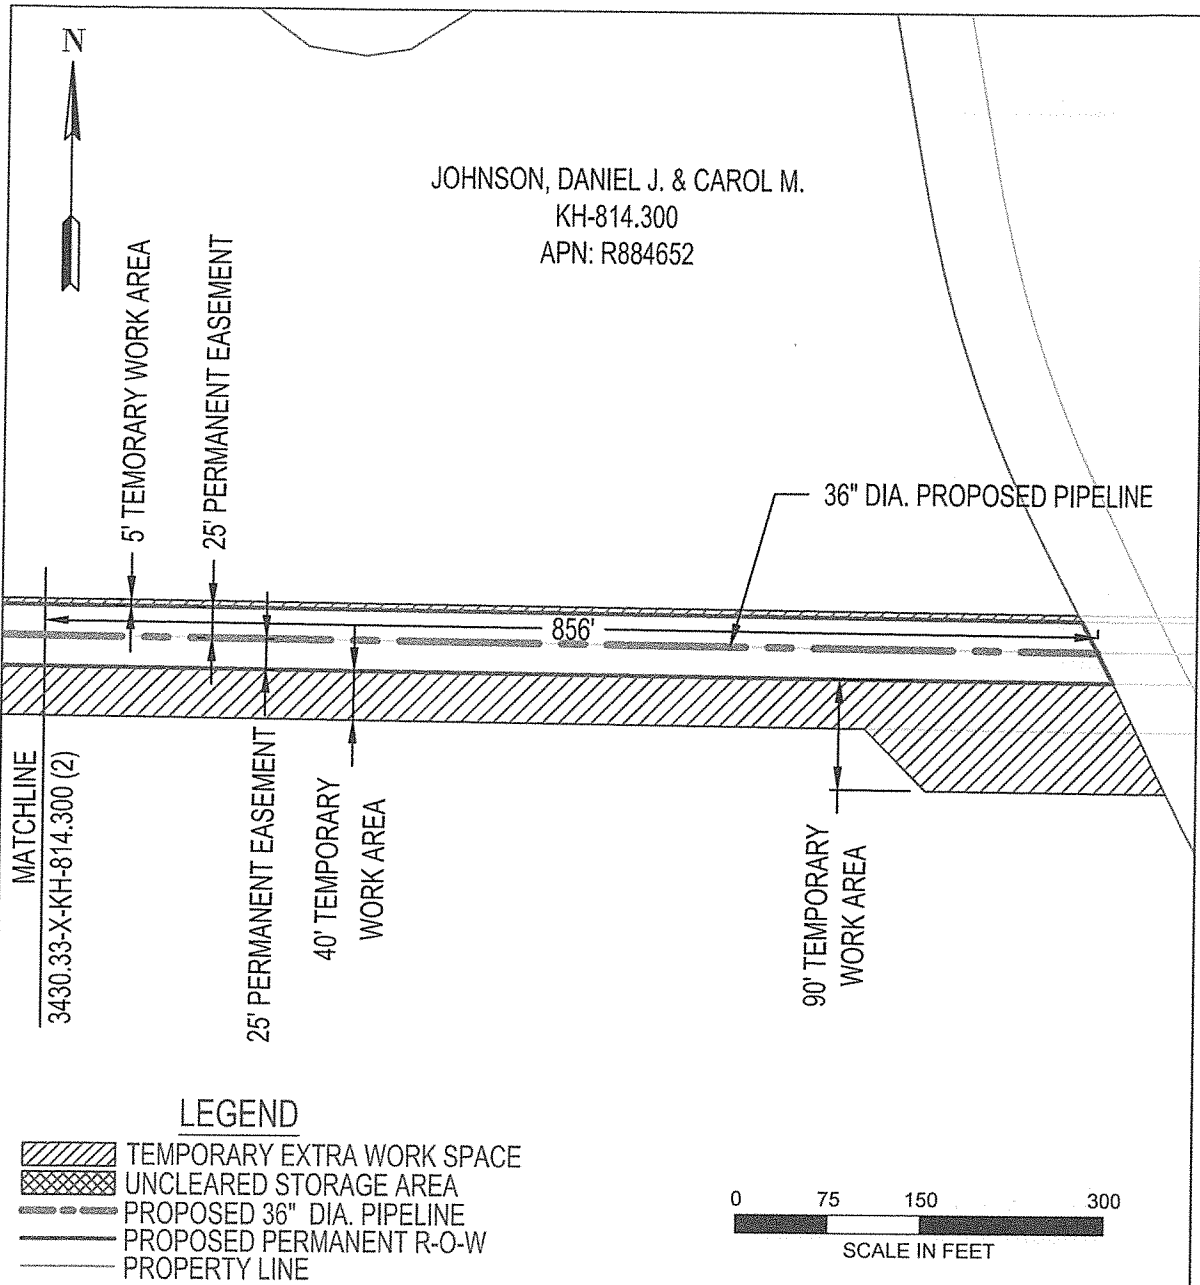 N
JOHNSON, DANIEL J. & CAROL M.
KH-814.300
APN: R884652
5' TEMORARY WORK AREA
25' PERMANENT EASEMENT
36" DIA. PROPOSED PIPELINE
856'
MATCHLINE
3430.33-X-KH-814.300 (2)
25' PERMANENT EASEMENT
40' TEMPORARY
WORK AREA
90' TEMPORARY
WORK AREA
LEGEND
TEMPORARY EXTRA WORK SPACE
UNCLEARED STORAGE AREA
PROPOSED 36" DIA. PIPELINE
PROPOSED PERMANENT R-O-W
PROPERTY LINE
0 75 150 300
SCALE IN FEET